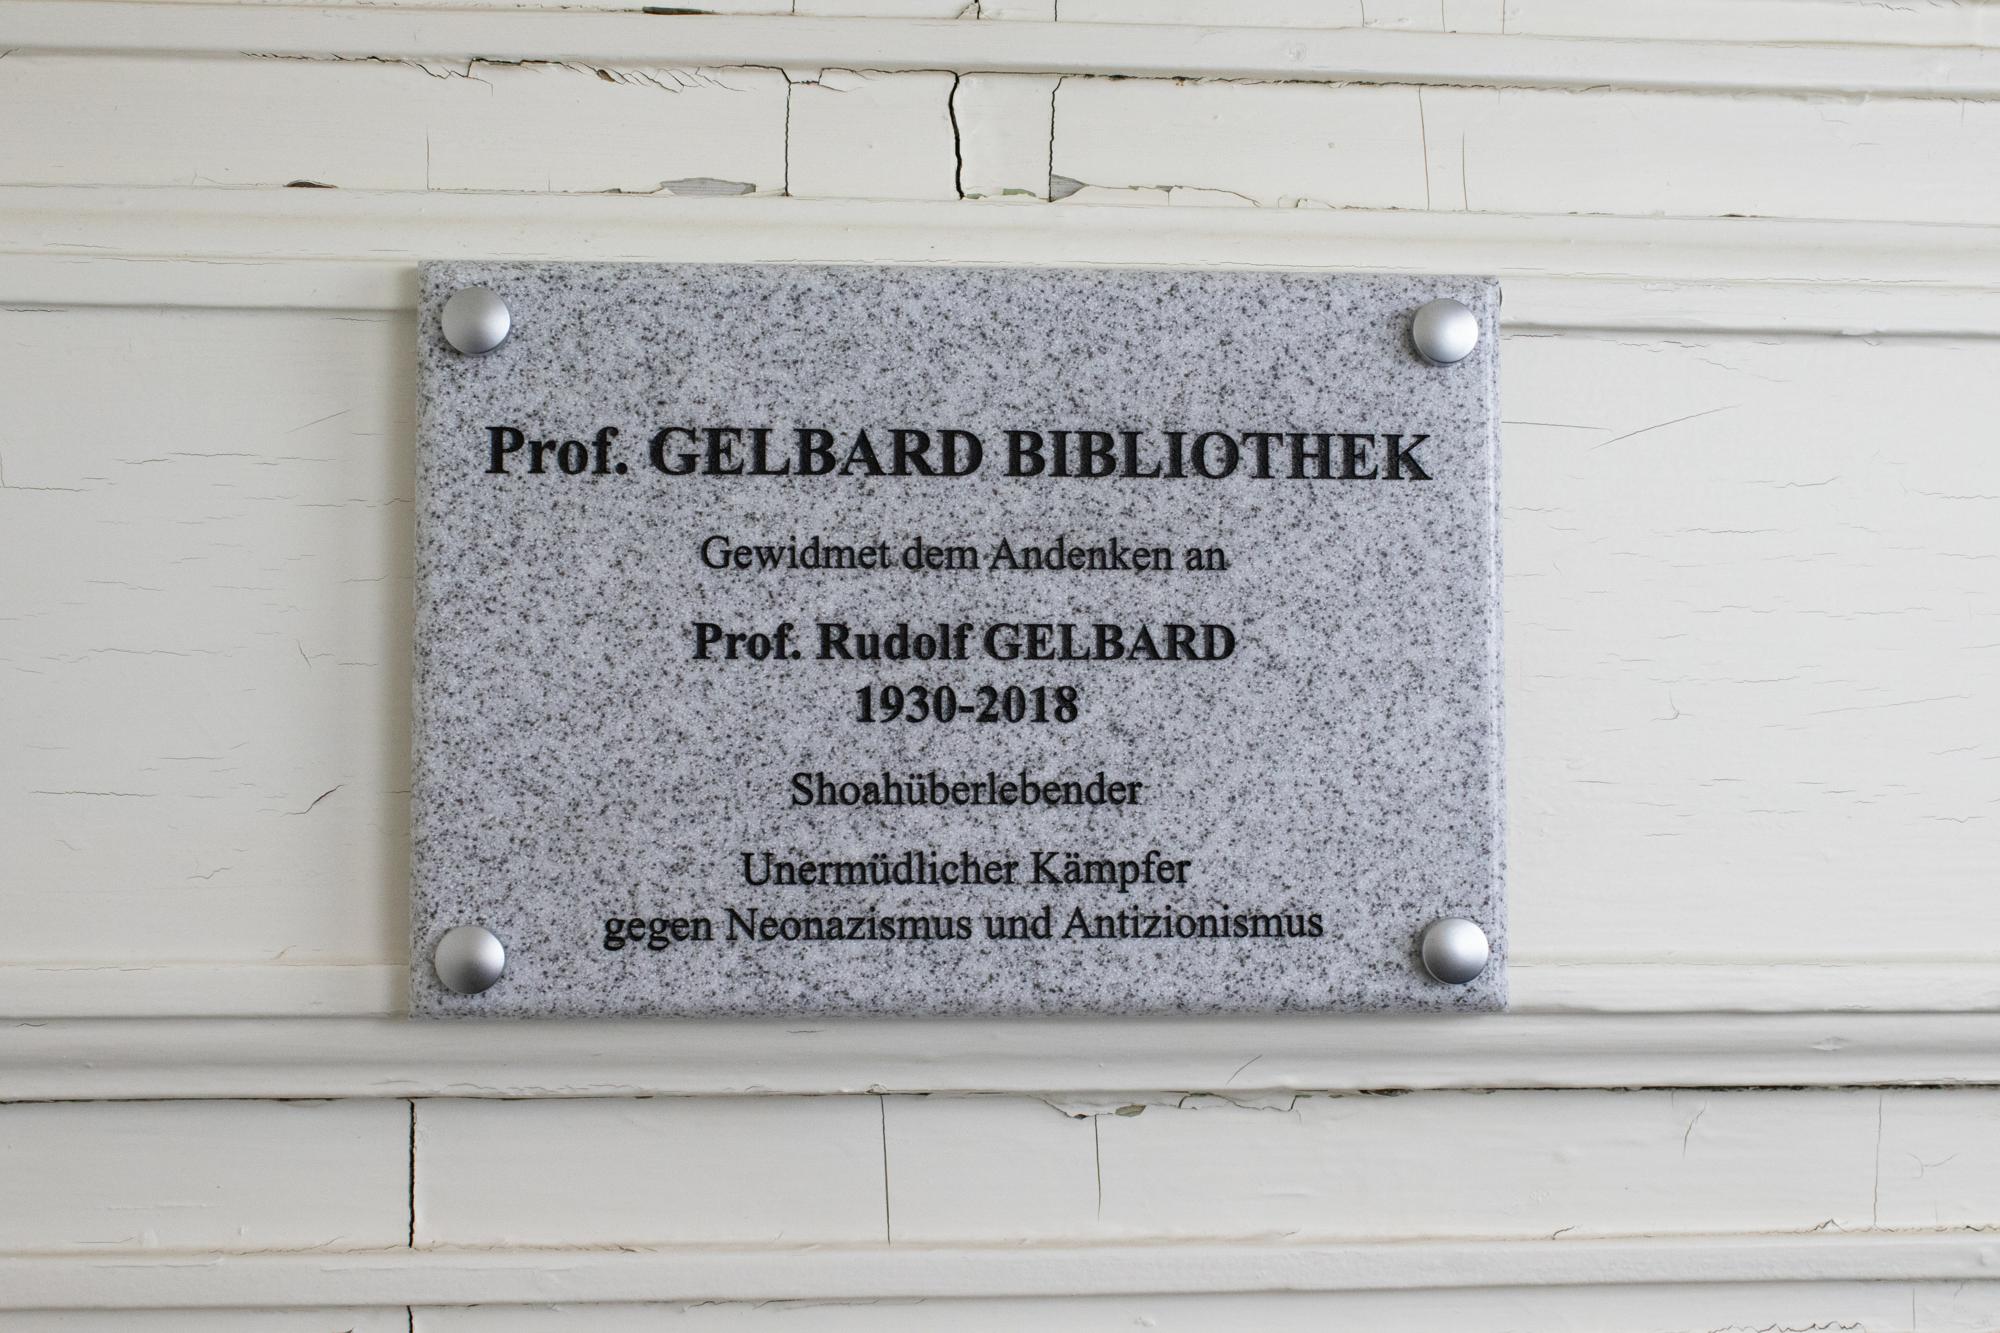 Prof. GELBARD BIBLIOTHEK
Gewidmet dem Andenken an
Prof. Rudolf GELBARD
1930-2018
Shoahüberlebender
Unermüdlicher Kämpfer
gegen Neonazismus und Antizionismus